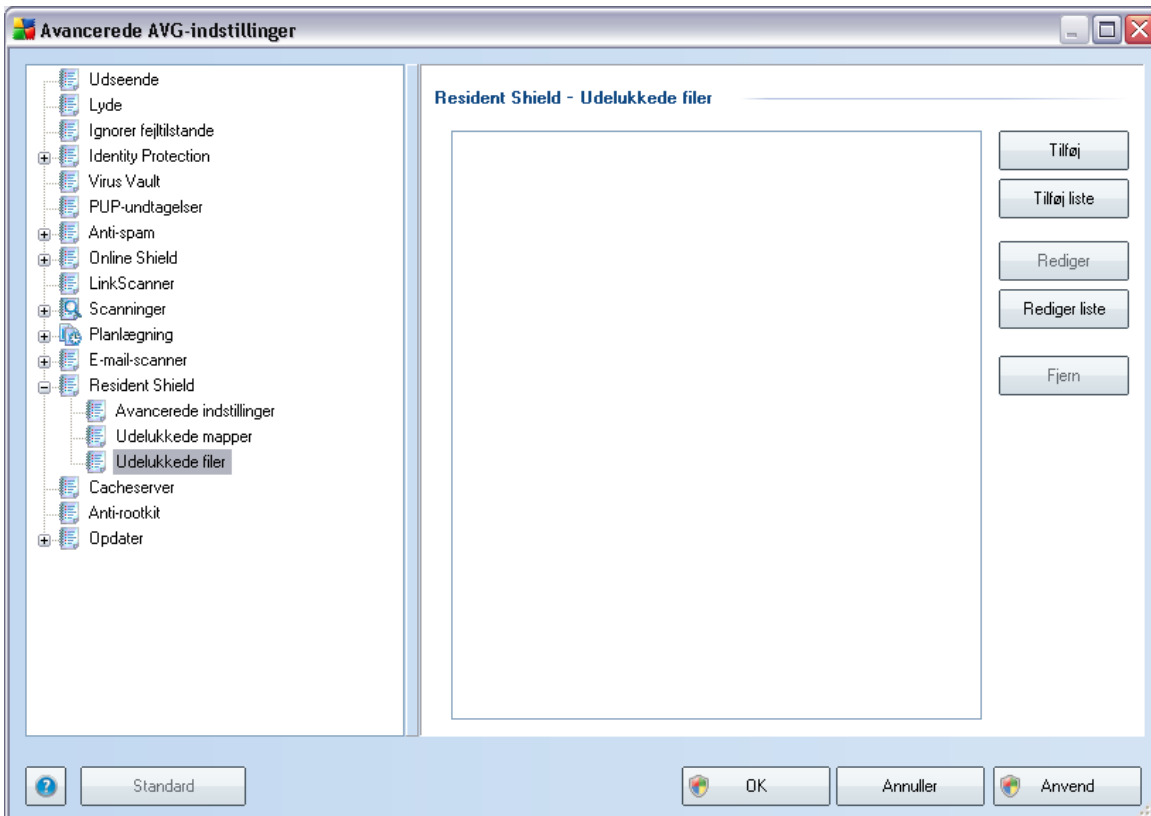 Avancerede AVG-indstillinger
Udseende
Lyde
Ignorer fejltilstande
Identity Protection
Virus Vault
PUP-undtagelser
Anti-spam
Online Shield
LinkScanner
Scanninger
Planlægning
E-mail-scanner
Resident Shield
Avancerede indstillinger
Udelukkede mapper
Udelukkede filer
Cacheserver
Anti-rootkit
Opdater
Resident Shield - Udelukkede filer
Tilføj
Tilføj liste
Rediger
Rediger liste
Fjern
Standard
OK
Annuller
Anvend